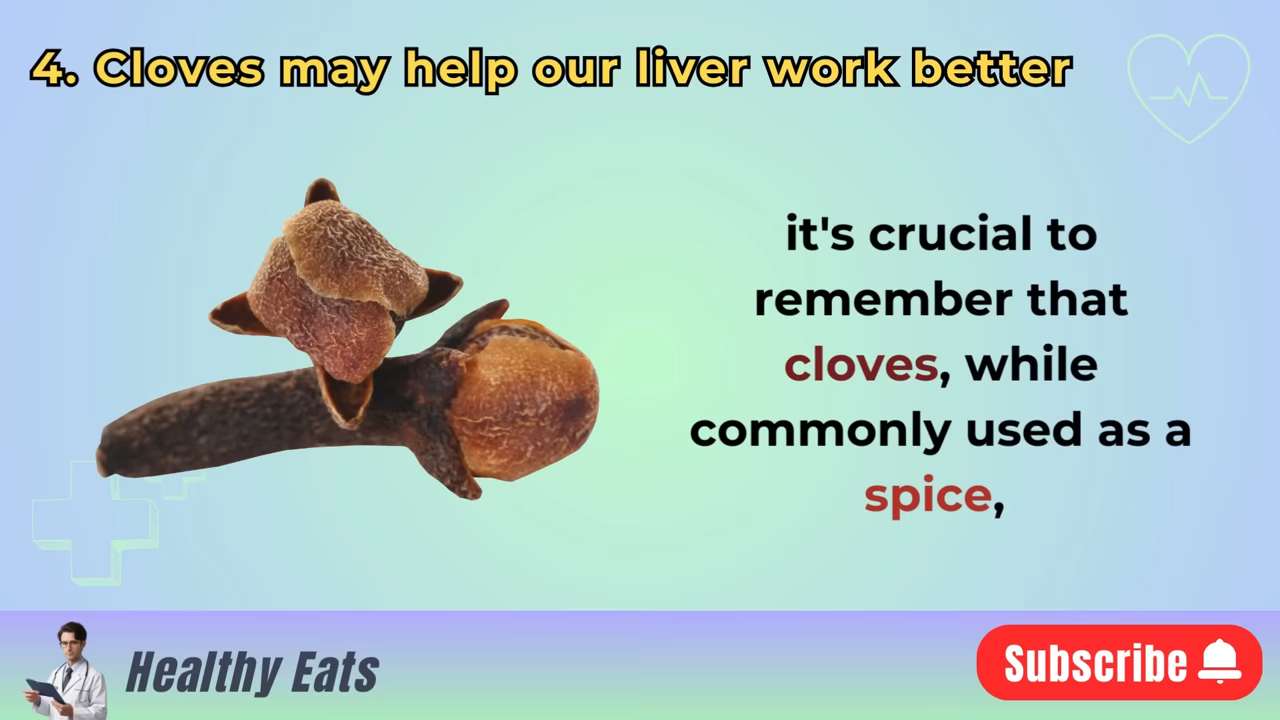 4. Cloves may help our liver work better
it's crucial to
remember that
cloves, while
commonly used as a
spice,
Healthy Eats
Subscribe